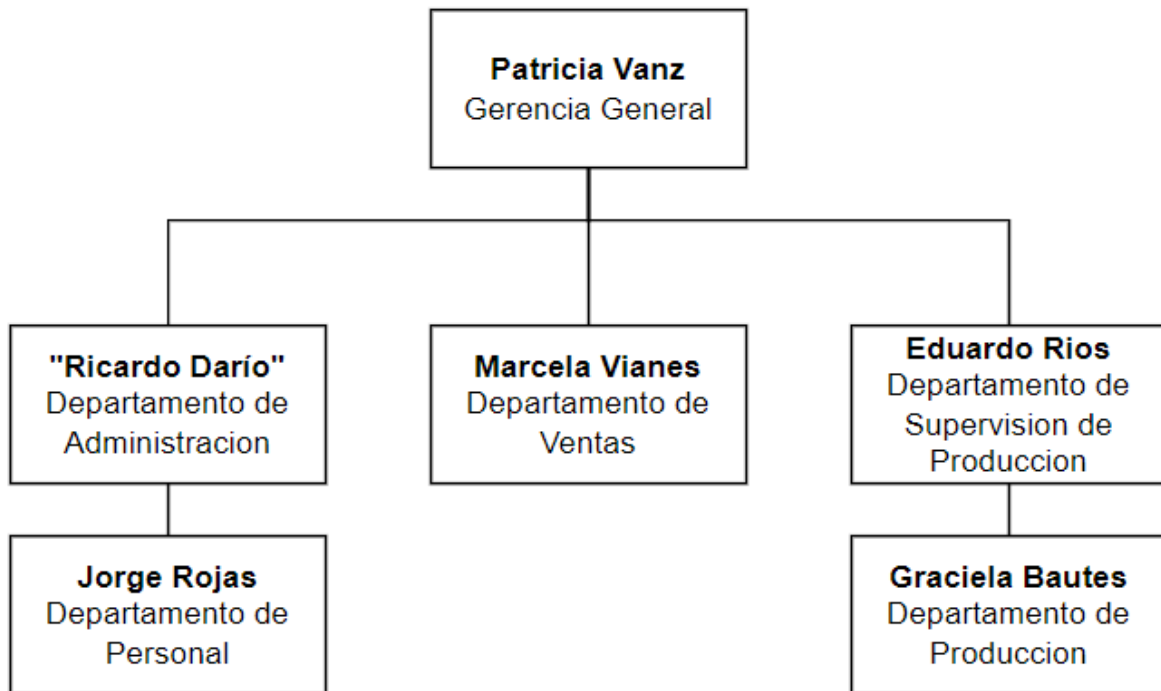 Patricia Vanz
Gerencia General
"Ricardo Darío"
Departamento de
Administracion
Marcela Vianes
Departamento de
Ventas
Eduardo Rios
Departamento de
Supervision de
Produccion
Jorge Rojas
Departamento de
Personal
Graciela Bautes
Departamento de
Produccion